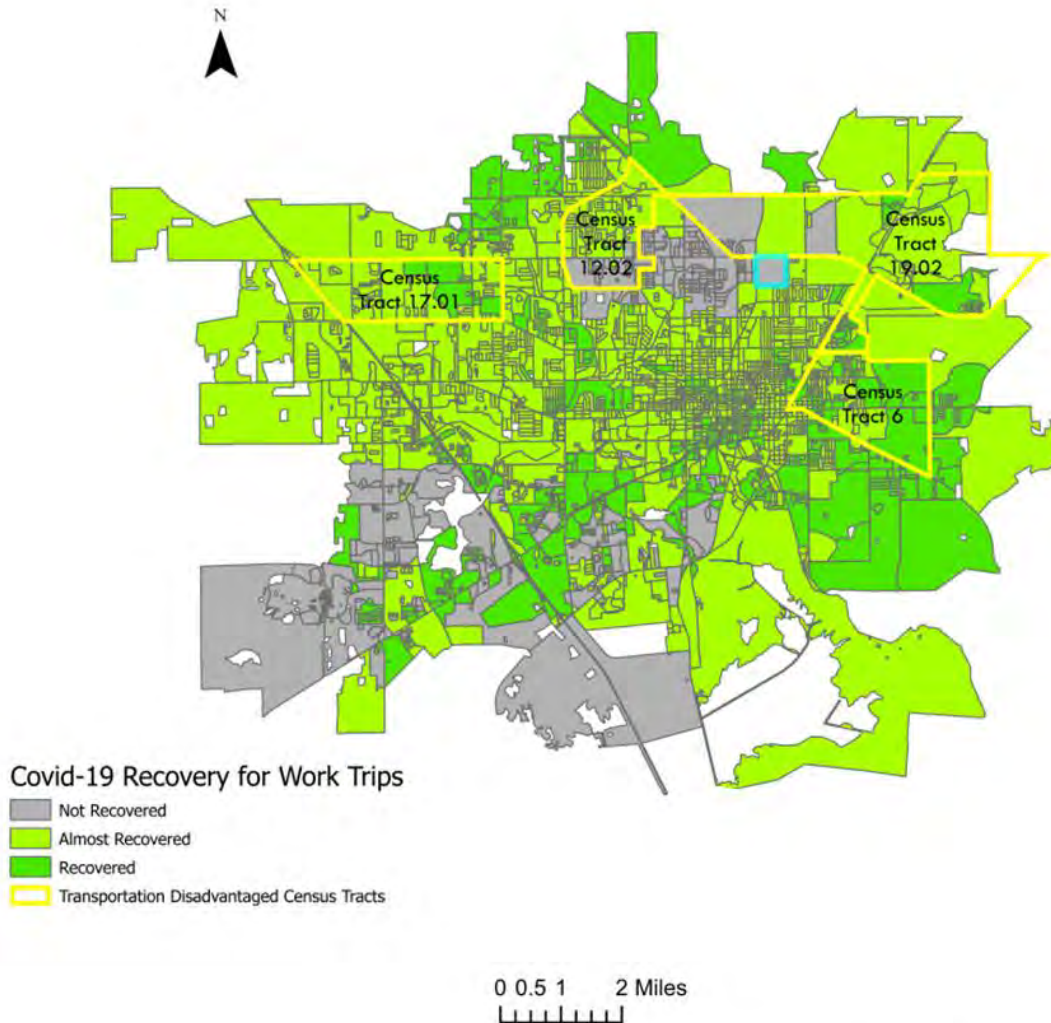 N
Census
Tract
12.02
Census
Tract
19.02
Census
Tract 17.01
Census
Tract 6
Covid-19 Recovery for Work Trips
Not Recovered
Almost Recovered
Recovered
Transportation Disadvantaged Census Tracts
0 0.5 1 2 Miles